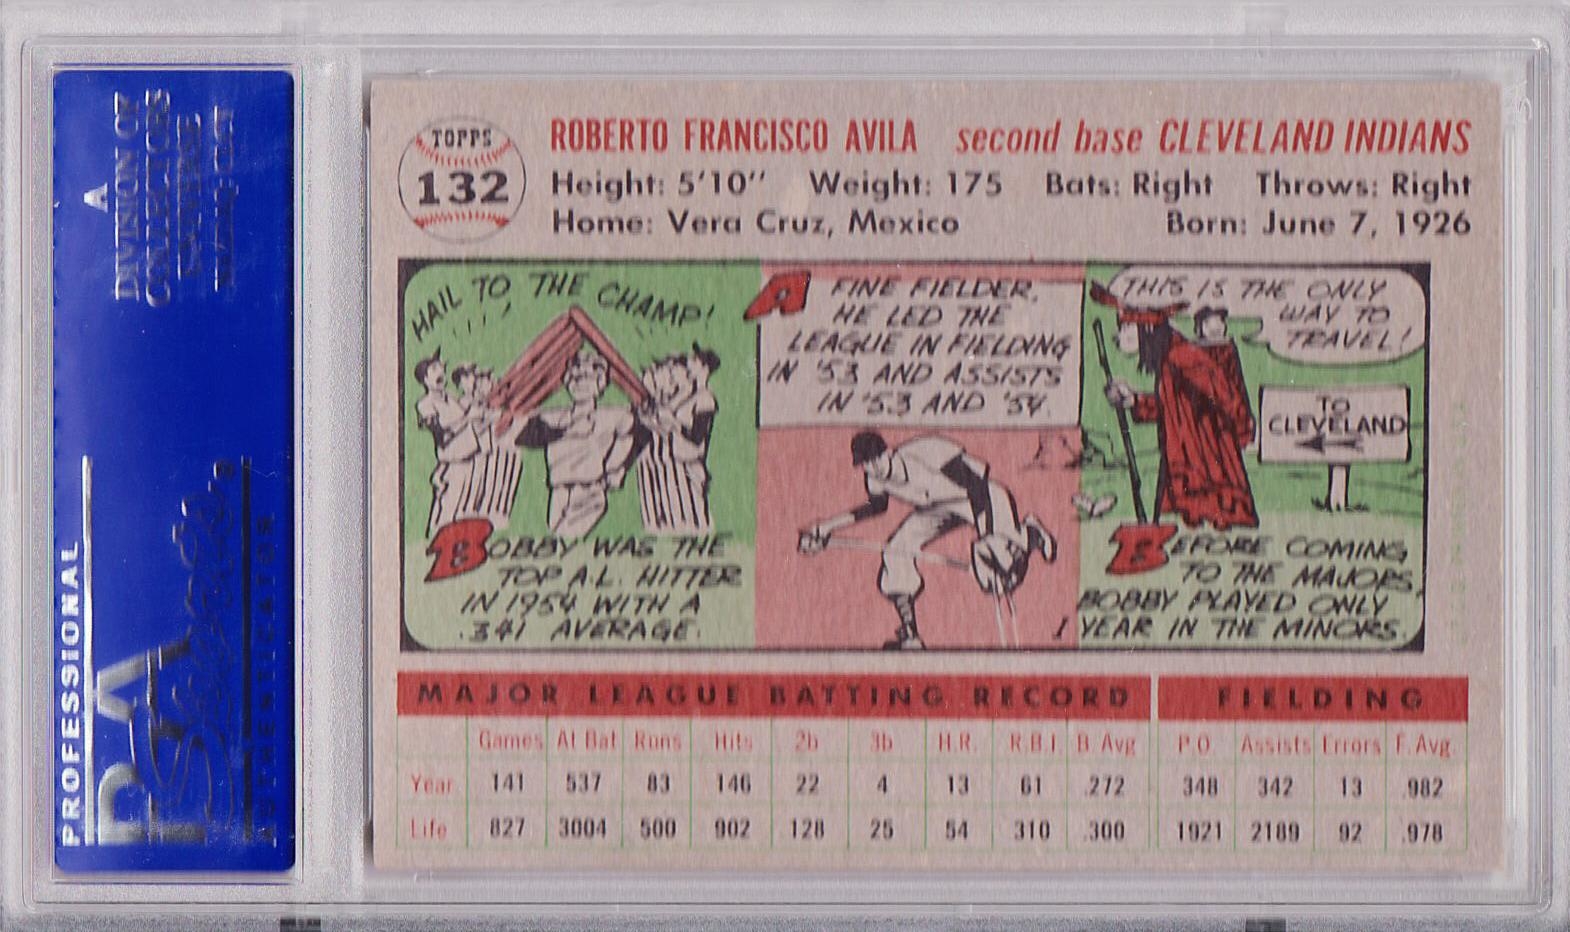 A
DIVISION OF
COLLECTORS
UNIVERSE
NASDAQ: CLCT
PROFESSIONAL
PSA
AUTHENTICATOR
TOPPS
132
ROBERTO FRANCISCO AVILA second base CLEVELAND INDIANS
Height: 5'10" Weight: 175 Bats: Right Throws: Right
Home: Vera Cruz, Mexico Born: June 7, 1926
HAIL TO THE CHAMP!
BOBBY WAS THE
TOP A.L. HITTER
IN 1954 WITH A
.341 AVERAGE.
A FINE FIELDER,
HE LED THE
LEAGUE IN FIELDING
IN '53 AND ASSISTS
IN '53 AND '54.
THIS IS THE ONLY
WAY TO
TRAVEL!
TO
CLEVELAND
BEFORE COMING
TO THE MAJORS,
BOBBY PLAYED ONLY
1 YEAR IN THE MINORS.
MAJOR LEAGUE BATTING RECORD FIELDING
Games At Bat Runs Hits 2b 3b H.R. R.B.I. B. Avg P.O. Assists Errors F. Avg.
Year 141 537 83 146 22 4 13 61 .272 348 342 13 .982
Life 827 3004 500 902 128 25 54 310 .300 1921 2189 92 .978